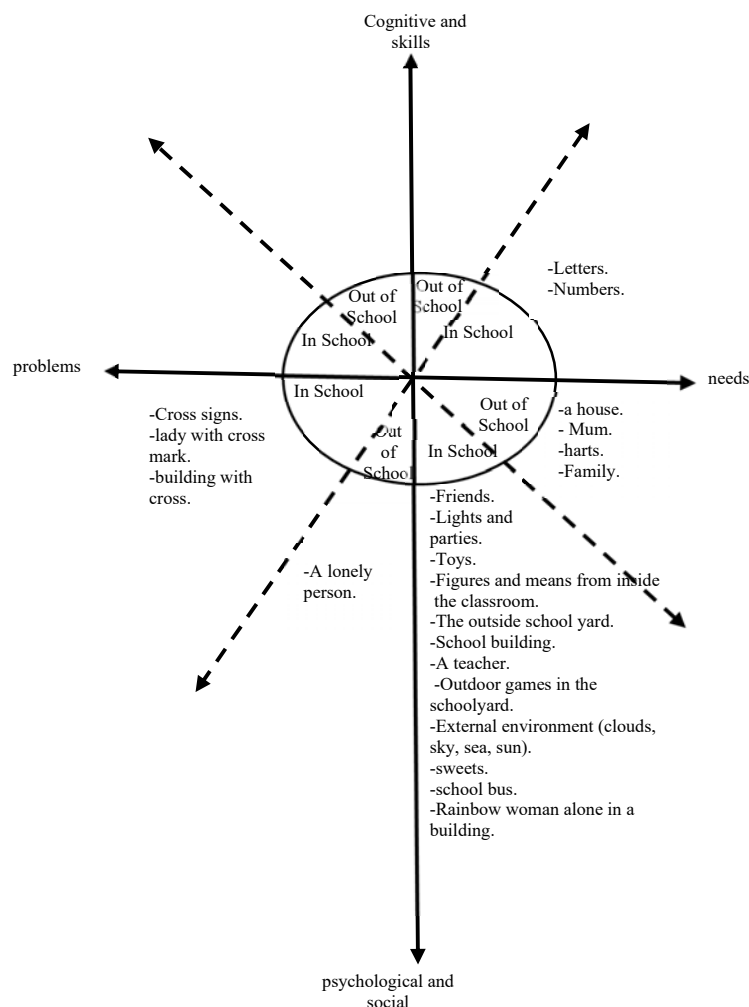 Cognitive and
skills
-Letters.
-Numbers.
Out of
School
Out of
School
In School
In School
problems
needs
In School
Out of
School
Out
of
School
In School
-Cross signs.
-lady with cross
mark.
-building with
cross.
-a house.
- Mum.
-harts.
-Family.
-A lonely
person.
-Friends.
-Lights and
parties.
-Toys.
-Figures and means from inside
the classroom.
-The outside school yard.
-School building.
-A teacher.
-Outdoor games in the
schoolyard.
-External environment (clouds,
sky, sea, sun).
-sweets.
-school bus.
-Rainbow woman alone in a
building.
psychological and
social